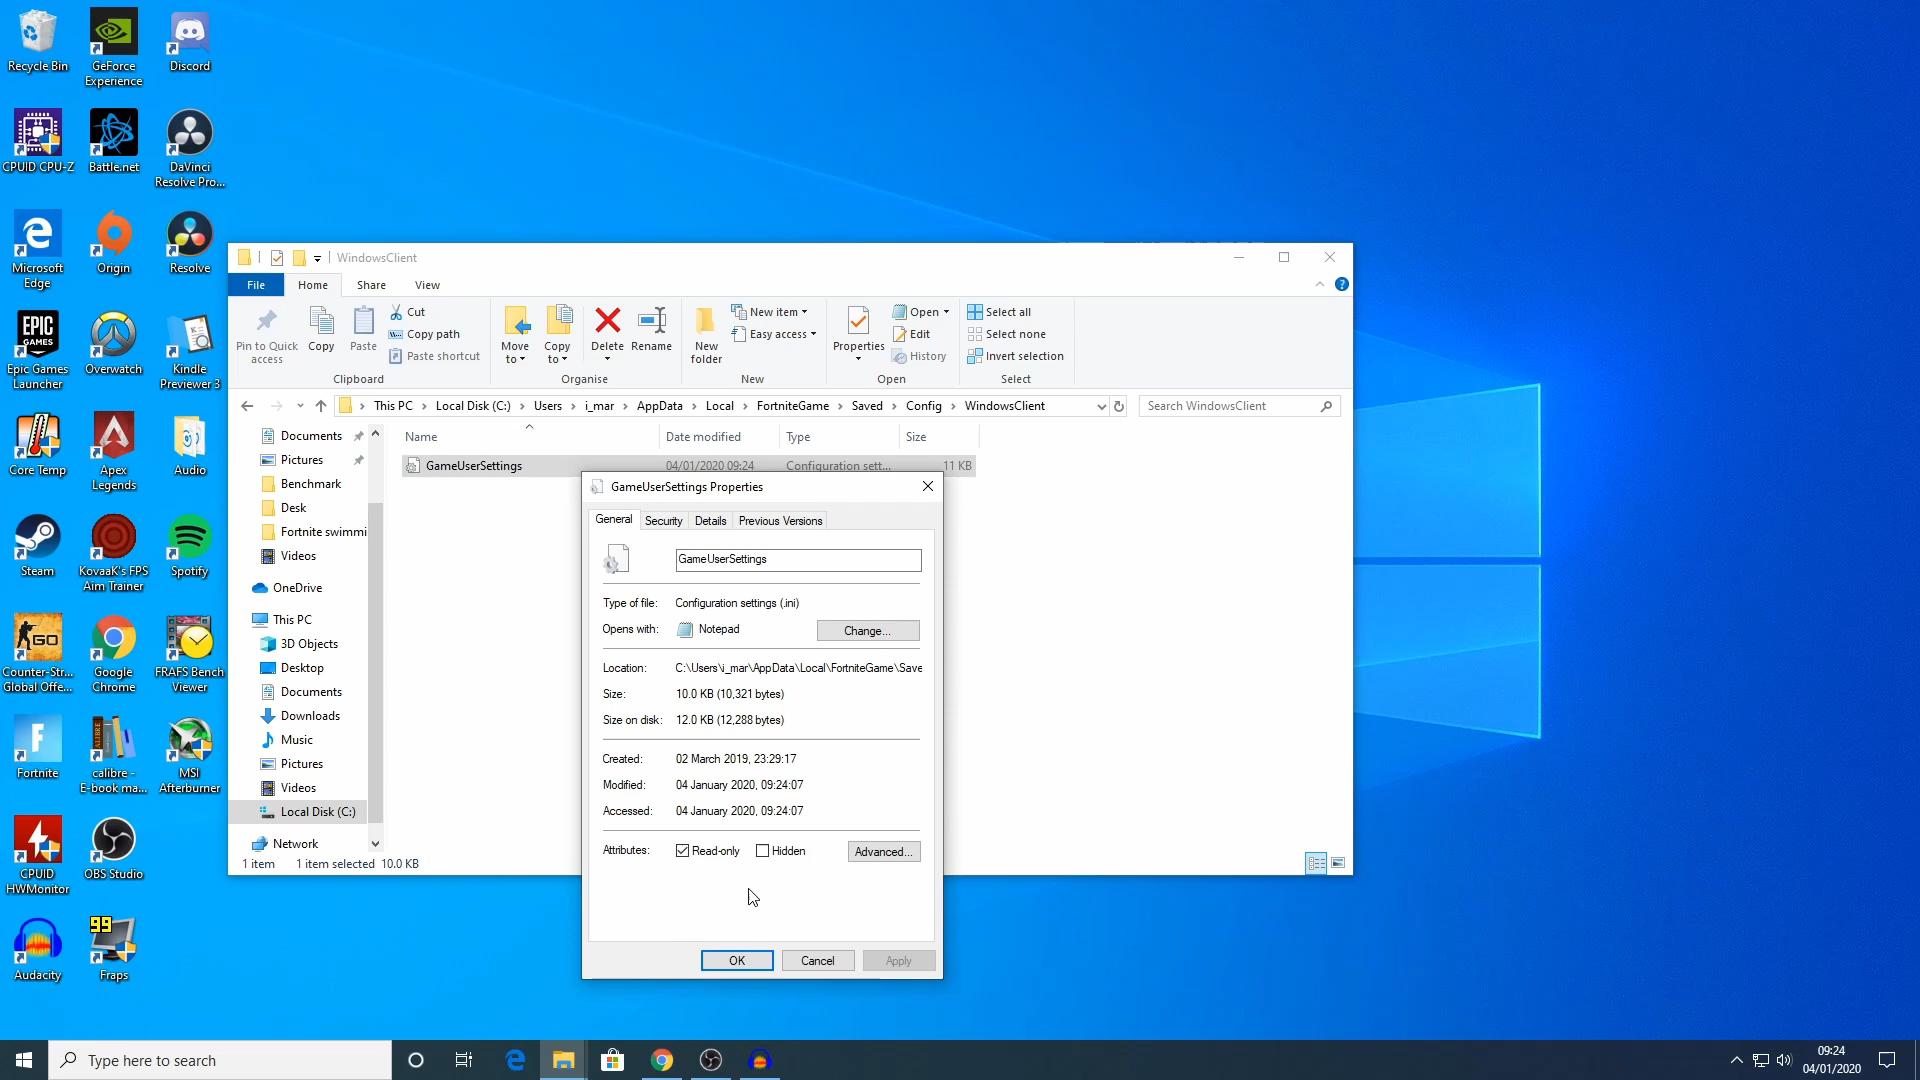 Recycle Bin
GeForce
Experience
Discord
CPUID CPU-Z
Battle.net
DaVinci
Resolve Pro...
Microsoft
Edge
Origin
Resolve
EPIC
GAMES
Epic Games
Launcher
Overwatch
Kindle
Previewer 3
Core Temp
Apex
Legends
Audio
Steam
KovaaK's FPS
Aim Trainer
Spotify
GO
Counter-Str...
Global Offe...
Google
Chrome
FRAFS Bench
Viewer
F
Fortnite
CALIBRE
calibre -
E-book ma...
MSI
Afterburner
CPUID
HWMonitor
OBS Studio
Audacity
99
Fraps
WindowsClient
File
Home
Share
View
Pin to Quick
access
Copy
Paste
Cut
Copy path
Paste shortcut
Clipboard
Move
to
Copy
to
Delete
Rename
Organise
New
folder
New item
Easy access
New
Properties
Open
Edit
History
Open
Select all
Select none
Invert selection
Select
This PC > Local Disk (C:) > Users > i_mar > AppData > Local > FortniteGame > Saved > Config > WindowsClient
Search WindowsClient
Documents
Pictures
Benchmark
Desk
Fortnite swimmi
Videos
OneDrive
This PC
3D Objects
Desktop
Documents
Downloads
Music
Pictures
Videos
Local Disk (C:)
Network
Name
Date modified
Type
Size
GameUserSettings
04/01/2020 09:24
Configuration sett...
11 KB
1 item
1 item selected 10.0 KB
GameUserSettings Properties
General
Security
Details
Previous Versions
GameUserSettings
Type of file: Configuration settings (.ini)
Opens with: Notepad
Change...
Location: C:\Users\i_mar\AppData\Local\FortniteGame\Save
Size: 10.0 KB (10,321 bytes)
Size on disk: 12.0 KB (12,288 bytes)
Created: 02 March 2019, 23:29:17
Modified: 04 January 2020, 09:24:07
Accessed: 04 January 2020, 09:24:07
Attributes: Read-only Hidden
Advanced...
OK
Cancel
Apply
Type here to search
09:24
04/01/2020